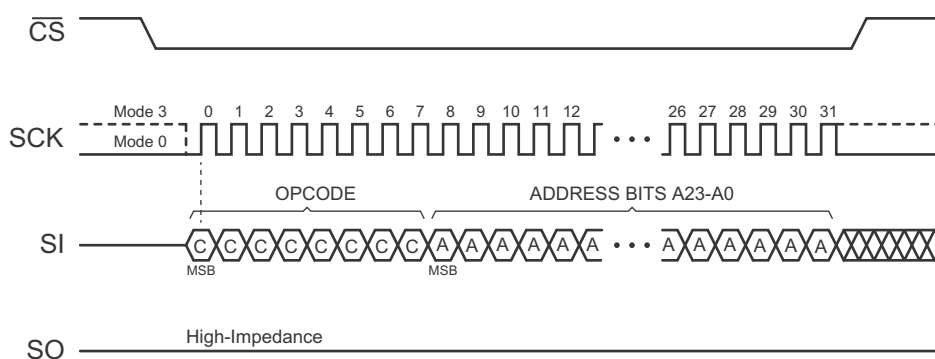 CS
Mode 3 0 1 2 3 4 5 6 7 8 9 10 11 12 26 27 28 29 30 31
SCK
Mode 0
OPCODE ADDRESS BITS A23-A0
SI C C C C C C C C A A A A A A • • • A A A A A A
MSB MSB
High-Impedance
SO